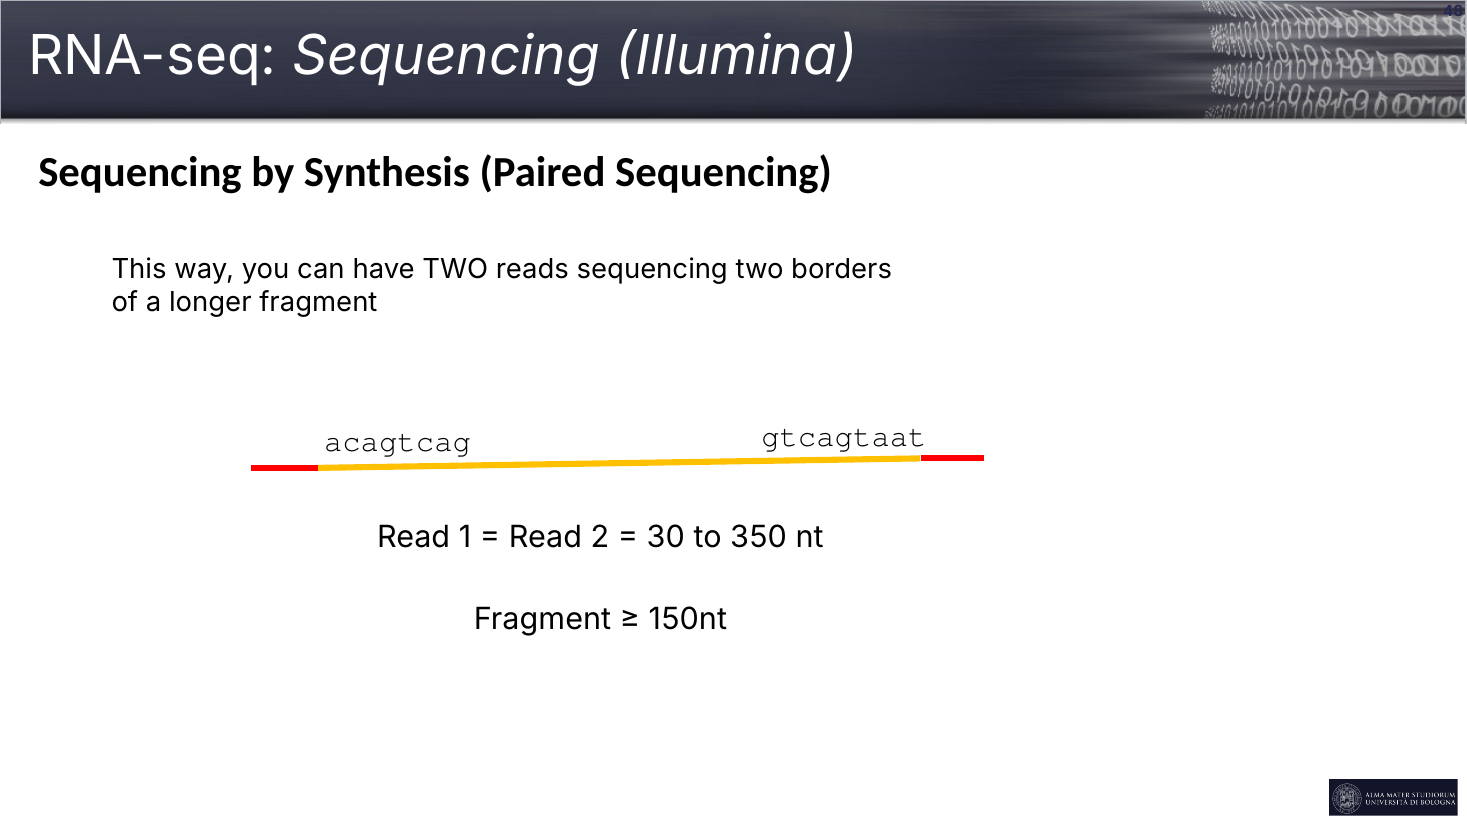 48
RNA-seq: Sequencing (Illumina)
Sequencing by Synthesis (Paired Sequencing)
This way, you can have TWO reads sequencing two borders
of a longer fragment
acagtcag
gtcagtaat
Read 1 = Read 2 = 30 to 350 nt
Fragment ≥ 150nt
ALMA MATER STUDIORUM
UNIVERSITÀ DI BOLOGNA